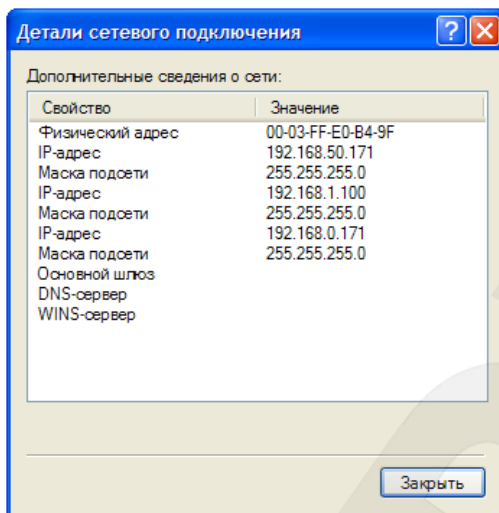 Детали сетевого подключения
Дополнительные сведения о сети:
Свойство Значение
Физический адрес 00-03-FF-E0-B4-9F
IP-адрес 192.168.50.171
Маска подсети 255.255.255.0
IP-адрес 192.168.1.100
Маска подсети 255.255.255.0
IP-адрес 192.168.0.171
Маска подсети 255.255.255.0
Основной шлюз
DNS-сервер
WINS-сервер
Закрыть